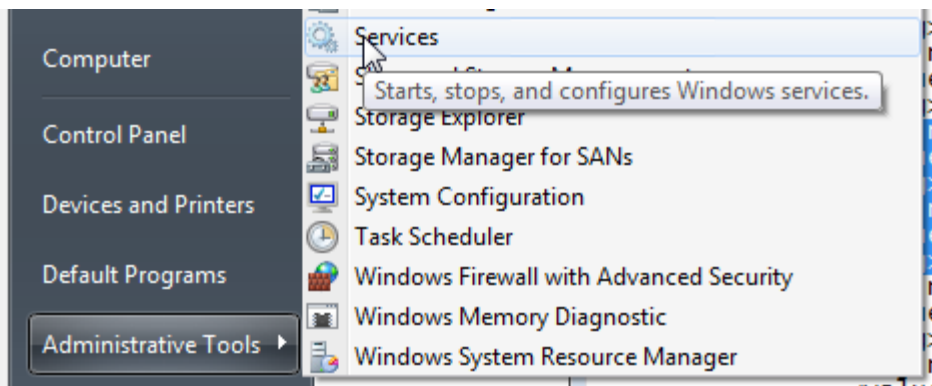 Computer
Control Panel
Devices and Printers
Default Programs
Administrative Tools
Services
Starts, stops, and configures Windows services.
Storage Explorer
Storage Manager for SANs
System Configuration
Task Scheduler
Windows Firewall with Advanced Security
Windows Memory Diagnostic
Windows System Resource Manager